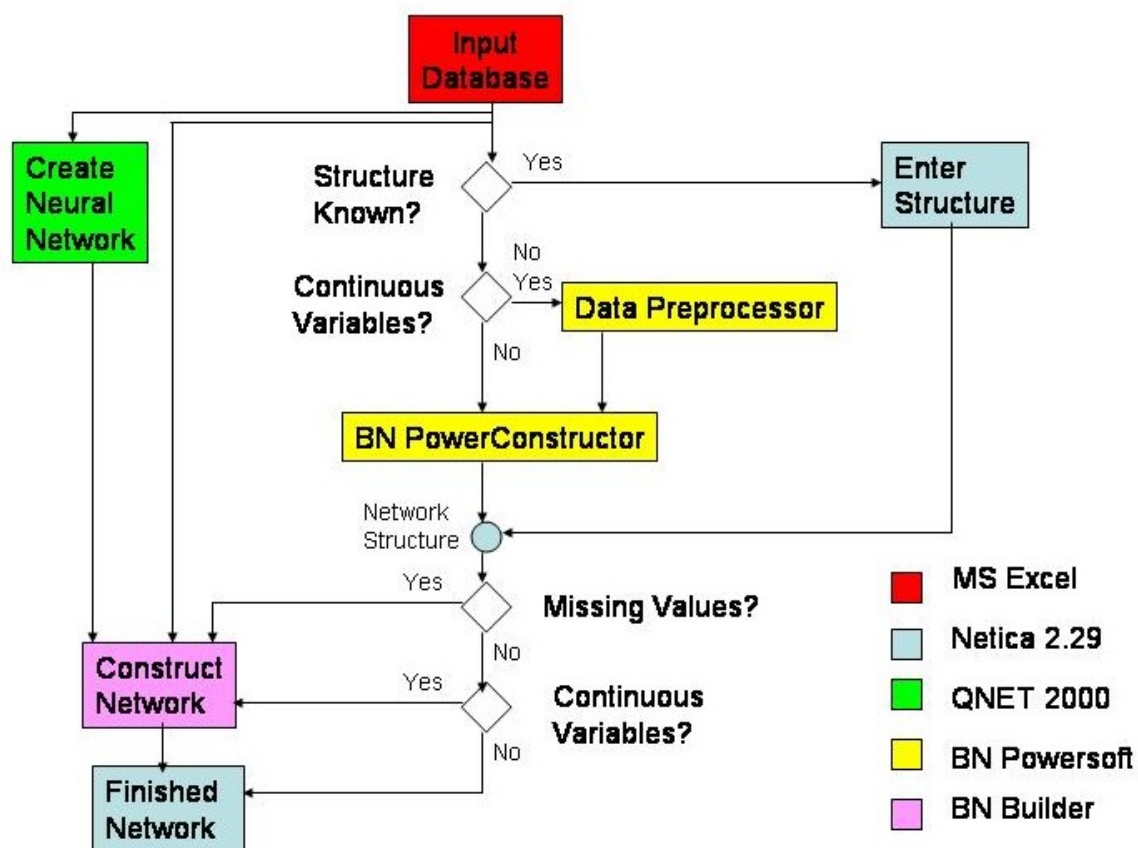 Input
Database
Create
Neural
Network
Structure
Known?
Yes
Enter
Structure
No
Continuous
Variables?
Yes
Data Preprocessor
No
BN PowerConstructor
Network
Structure
Yes
Missing Values?
No
Construct
Network
Yes
Continuous
Variables?
No
Finished
Network
MS Excel
Netica 2.29
QNET 2000
BN Powersoft
BN Builder